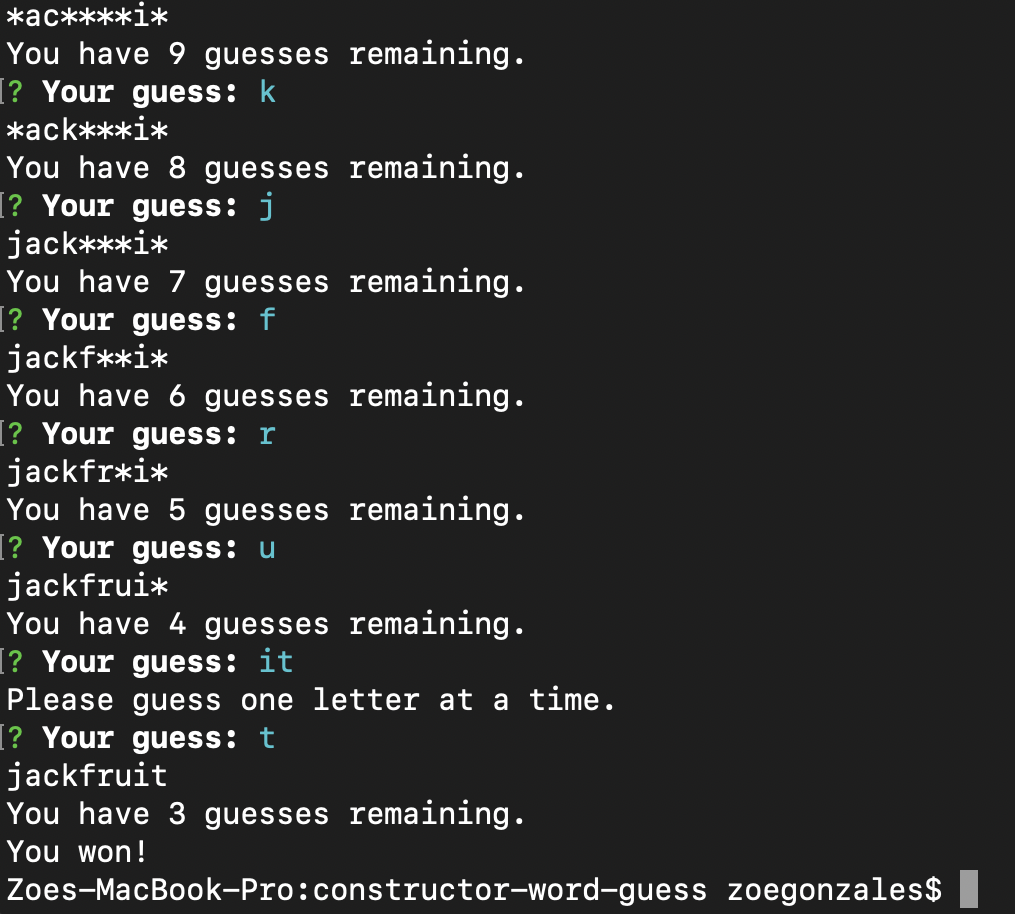 *ac****i*
You have 9 guesses remaining.
[? Your guess: k
*ack***i*
You have 8 guesses remaining.
[? Your guess: j
jack***i*
You have 7 guesses remaining.
[? Your guess: f
jackf**i*
You have 6 guesses remaining.
[? Your guess: r
jackfr*i*
You have 5 guesses remaining.
[? Your guess: u
jackfrui*
You have 4 guesses remaining.
[? Your guess: it
Please guess one letter at a time.
[? Your guess: t
jackfruit
You have 3 guesses remaining.
You won!
Zoes-MacBook-Pro:constructor-word-guess zoegonzales$